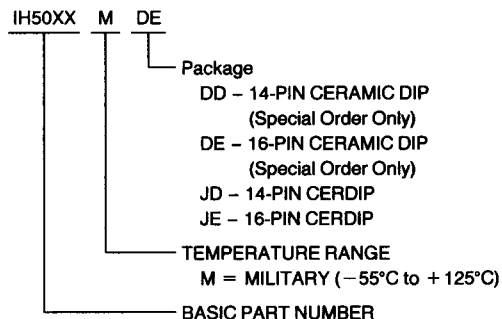 IH50XX M DE
Package
DD – 14-PIN CERAMIC DIP
(Special Order Only)
DE – 16-PIN CERAMIC DIP
(Special Order Only)
JD – 14-PIN CERDIP
JE – 16-PIN CERDIP
TEMPERATURE RANGE
M = MILITARY (−55°C to +125°C)
BASIC PART NUMBER